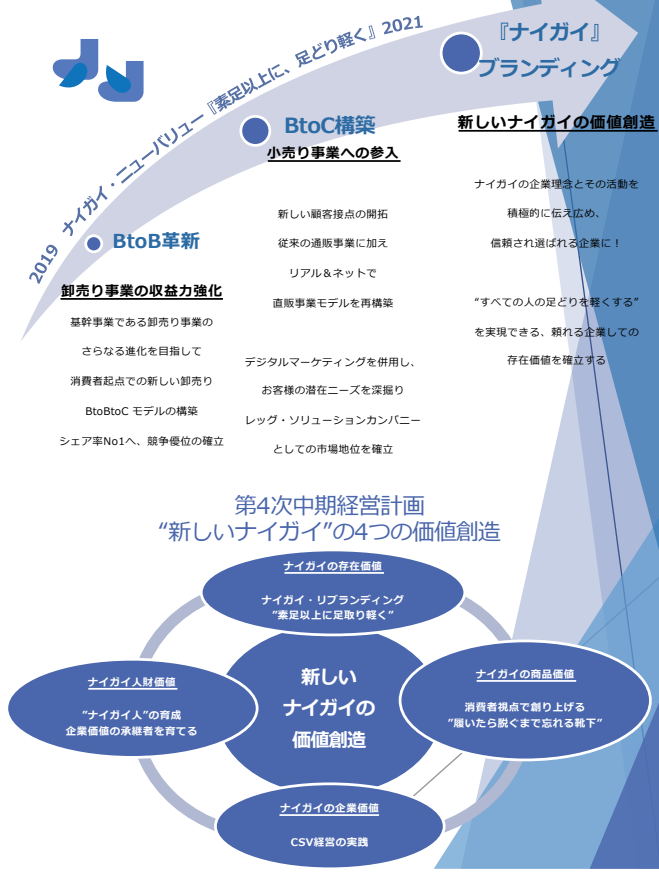 2019 ナイガイ・ニューバリュー『素足以上に、足どり軽く』2021
『ナイガイ』
ブランディング
新しいナイガイの価値創造
ナイガイの企業理念とその活動を
積極的に伝え広め、
信頼され選ばれる企業に！
“すべての人の足どりを軽くする”
を実現できる、頼れる企業しての
存在価値を確立する
BtoC構築
小売り事業への参入
新しい顧客接点の開拓
従来の通販事業に加え
リアル＆ネットで
直販事業モデルを再構築
デジタルマーケティングを併用し、
お客様の潜在ニーズを深掘り
レッグ・ソリューションカンパニー
としての市場地位を確立
BtoB革新
卸売り事業の収益力強化
基幹事業である卸売り事業の
さらなる進化を目指して
消費者起点での新しい卸売り
BtoBtoC モデルの構築
シェア率No1へ、競争優位の確立
第4次中期経営計画
“新しいナイガイ”の4つの価値創造
ナイガイの存在価値
ナイガイ・リブランディング
“素足以上に足取り軽く”
ナイガイ人財価値
“ナイガイ人”の育成
企業価値の承継者を育てる
新しい
ナイガイの
価値創造
ナイガイの商品価値
消費者視点で創り上げる
”履いたら脱ぐまで忘れる靴下”
ナイガイの企業価値
CSV経営の実践